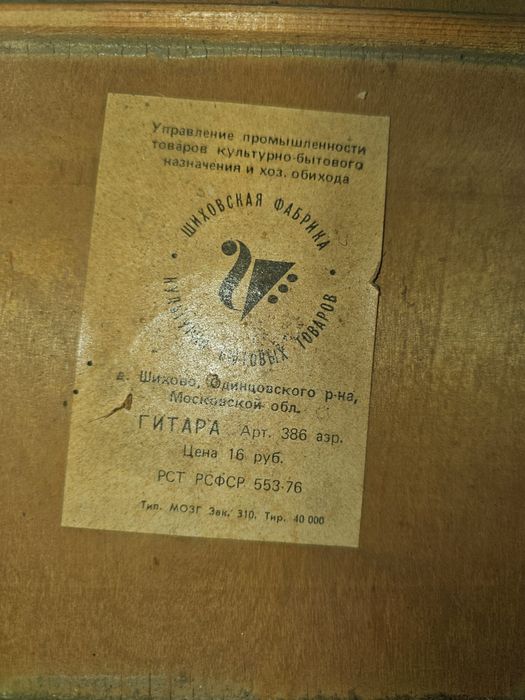 Управление промышленности
товаров культурно-бытового
назначения и хоз. обихода
ШИХОВСКАЯ ФАБРИКА
БЫТОВЫХ ТОВАРОВ
д. Шихово, Одинцовского р-на,
Московской обл.
ГИТАРА Арт. 386 аэр.
Цена 16 руб.
РСТ РСФСР 553-76
Тип. МОЗГ Звк. 310. Тир. 40 000